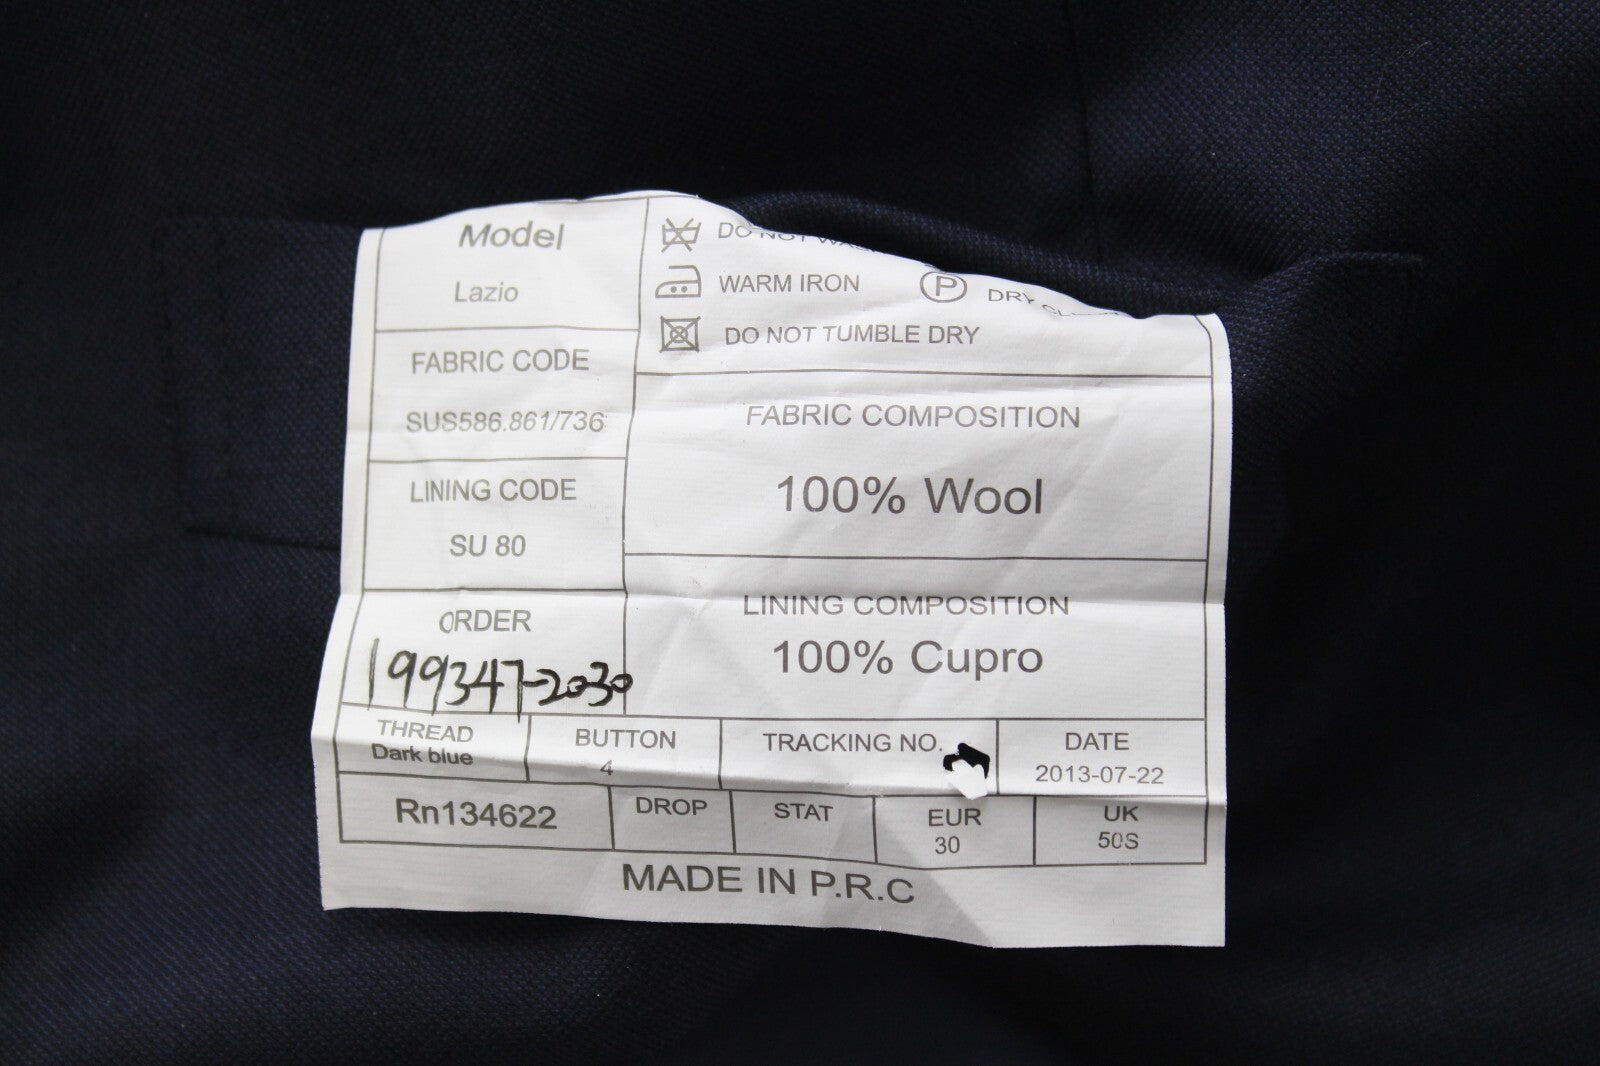 Model
Lazio
FABRIC CODE
SUS586.861/736
LINING CODE
SU 80
ORDER
199347-2030
DO NOT
WARM IRON
P
DRY
DO NOT TUMBLE DRY
FABRIC COMPOSITION
100% Wool
LINING COMPOSITION
100% Cupro
THREAD
Dark blue
BUTTON
4
TRACKING NO.
DATE
2013-07-22
Rn134622
DROP
STAT
EUR
30
UK
50S
MADE IN P.R.C